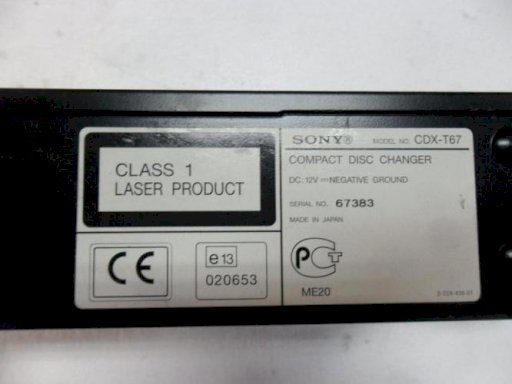 CLASS 1
LASER PRODUCT
CE
e13
020653
SONY® MODEL NO. CDX-T67
COMPACT DISC CHANGER
DC: 12V NEGATIVE GROUND
SERIAL NO. 67383
MADE IN JAPAN
РСТ
ME20